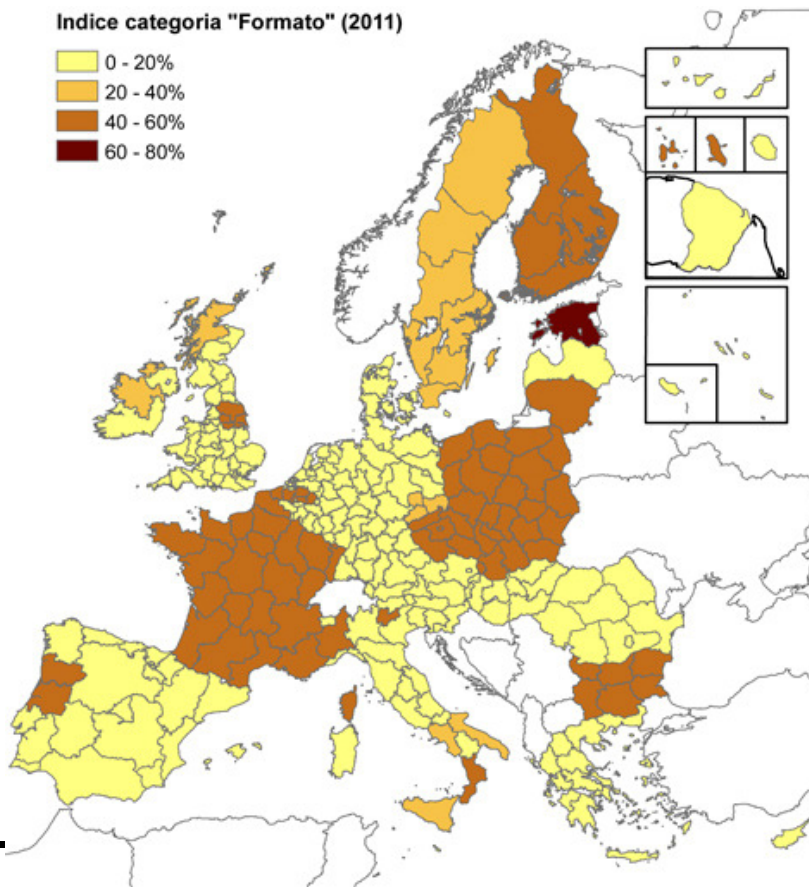 Indice categoria "Formato" (2011)
0 - 20%
20 - 40%
40 - 60%
60 - 80%